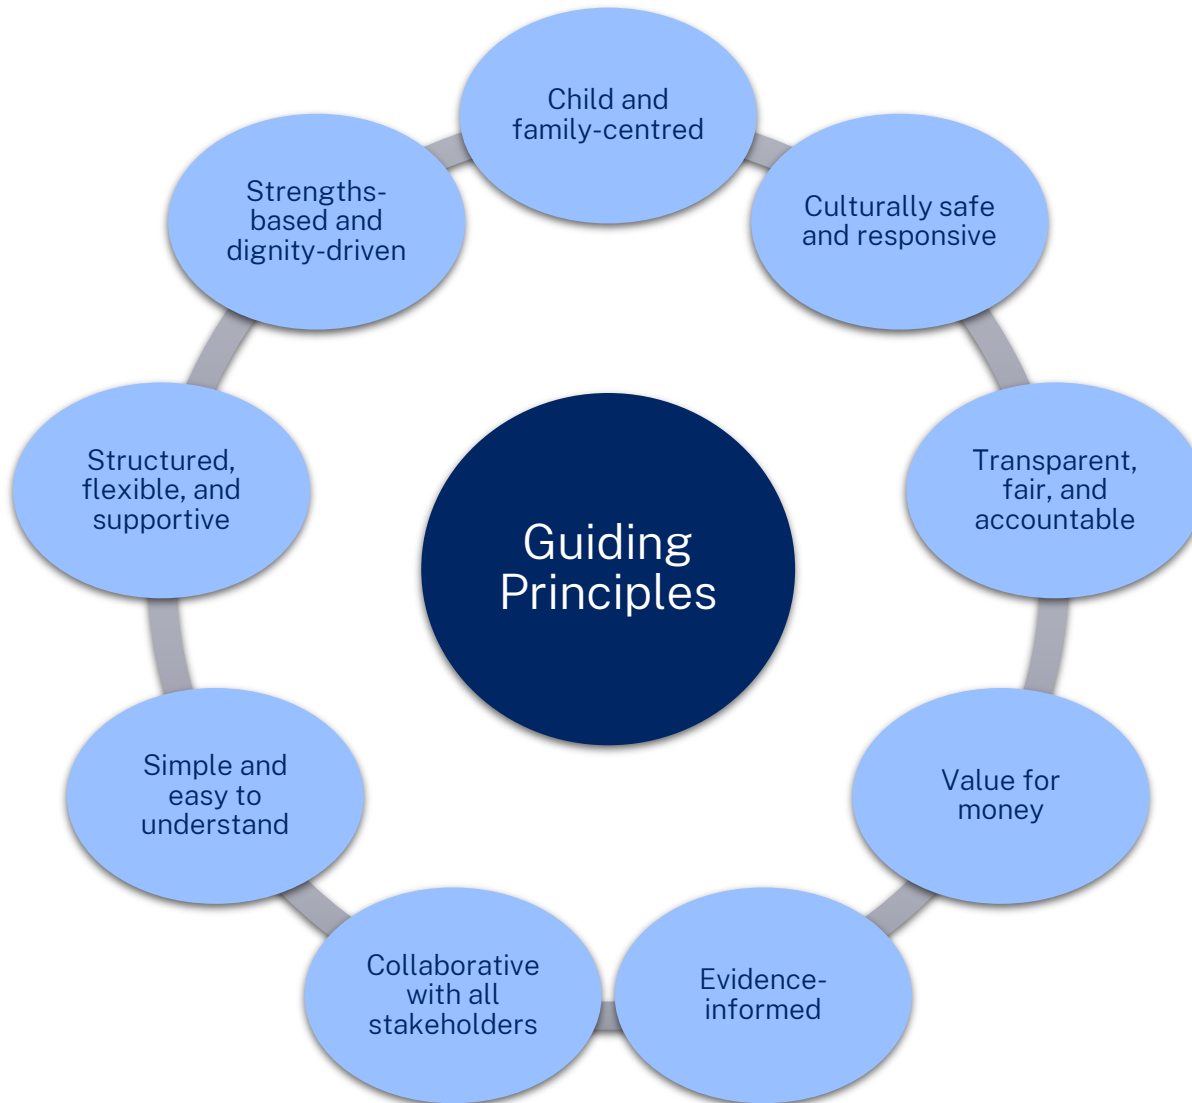 Child and
family-centred
Culturally safe
and responsive
Transparent,
fair, and
accountable
Value for
money
Evidence-
informed
Collaborative
with all
stakeholders
Simple and
easy to
understand
Structured,
flexible, and
supportive
Strengths-
based and
dignity-driven
Guiding
Principles